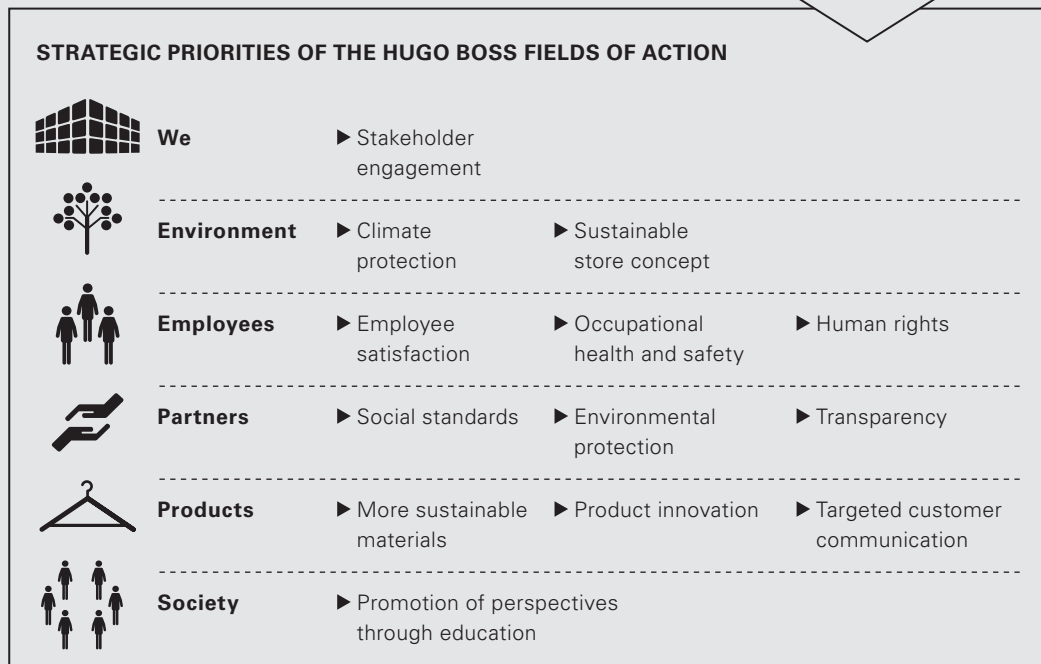 STRATEGIC PRIORITIES OF THE HUGO BOSS FIELDS OF ACTION
We
▶ Stakeholder
engagement
Environment
▶ Climate
protection
▶ Sustainable
store concept
Employees
▶ Employee
satisfaction
▶ Occupational
health and safety
▶ Human rights
Partners
▶ Social standards
▶ Environmental
protection
▶ Transparency
Products
▶ More sustainable
materials
▶ Product innovation
▶ Targeted customer
communication
Society
▶ Promotion of perspectives
through education